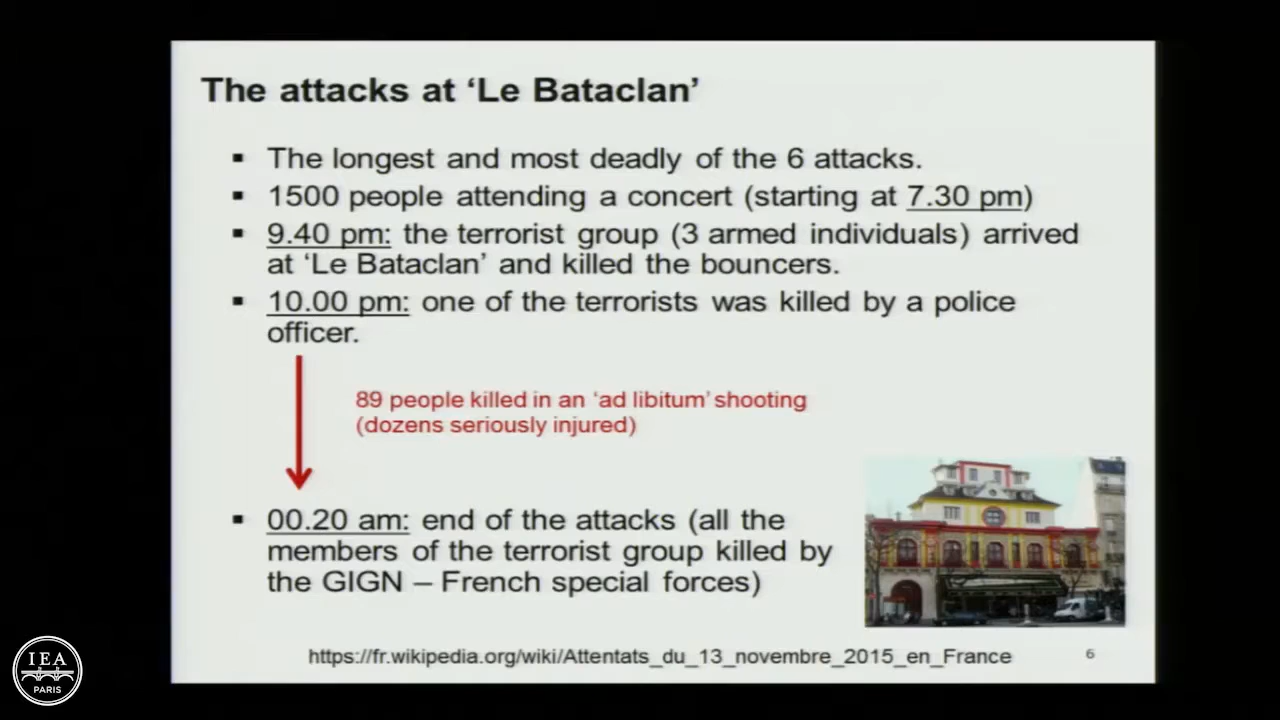 The attacks at ‘Le Bataclan’
▪ The longest and most deadly of the 6 attacks.
▪ 1500 people attending a concert (starting at 7.30 pm)
▪ 9.40 pm: the terrorist group (3 armed individuals) arrived
at ‘Le Bataclan’ and killed the bouncers.
▪ 10.00 pm: one of the terrorists was killed by a police
officer.
89 people killed in an ‘ad libitum’ shooting
(dozens seriously injured)
▪ 00.20 am: end of the attacks (all the
members of the terrorist group killed by
the GIGN – French special forces)
https://fr.wikipedia.org/wiki/Attentats_du_13_novembre_2015_en_France
6
IEA
PARIS